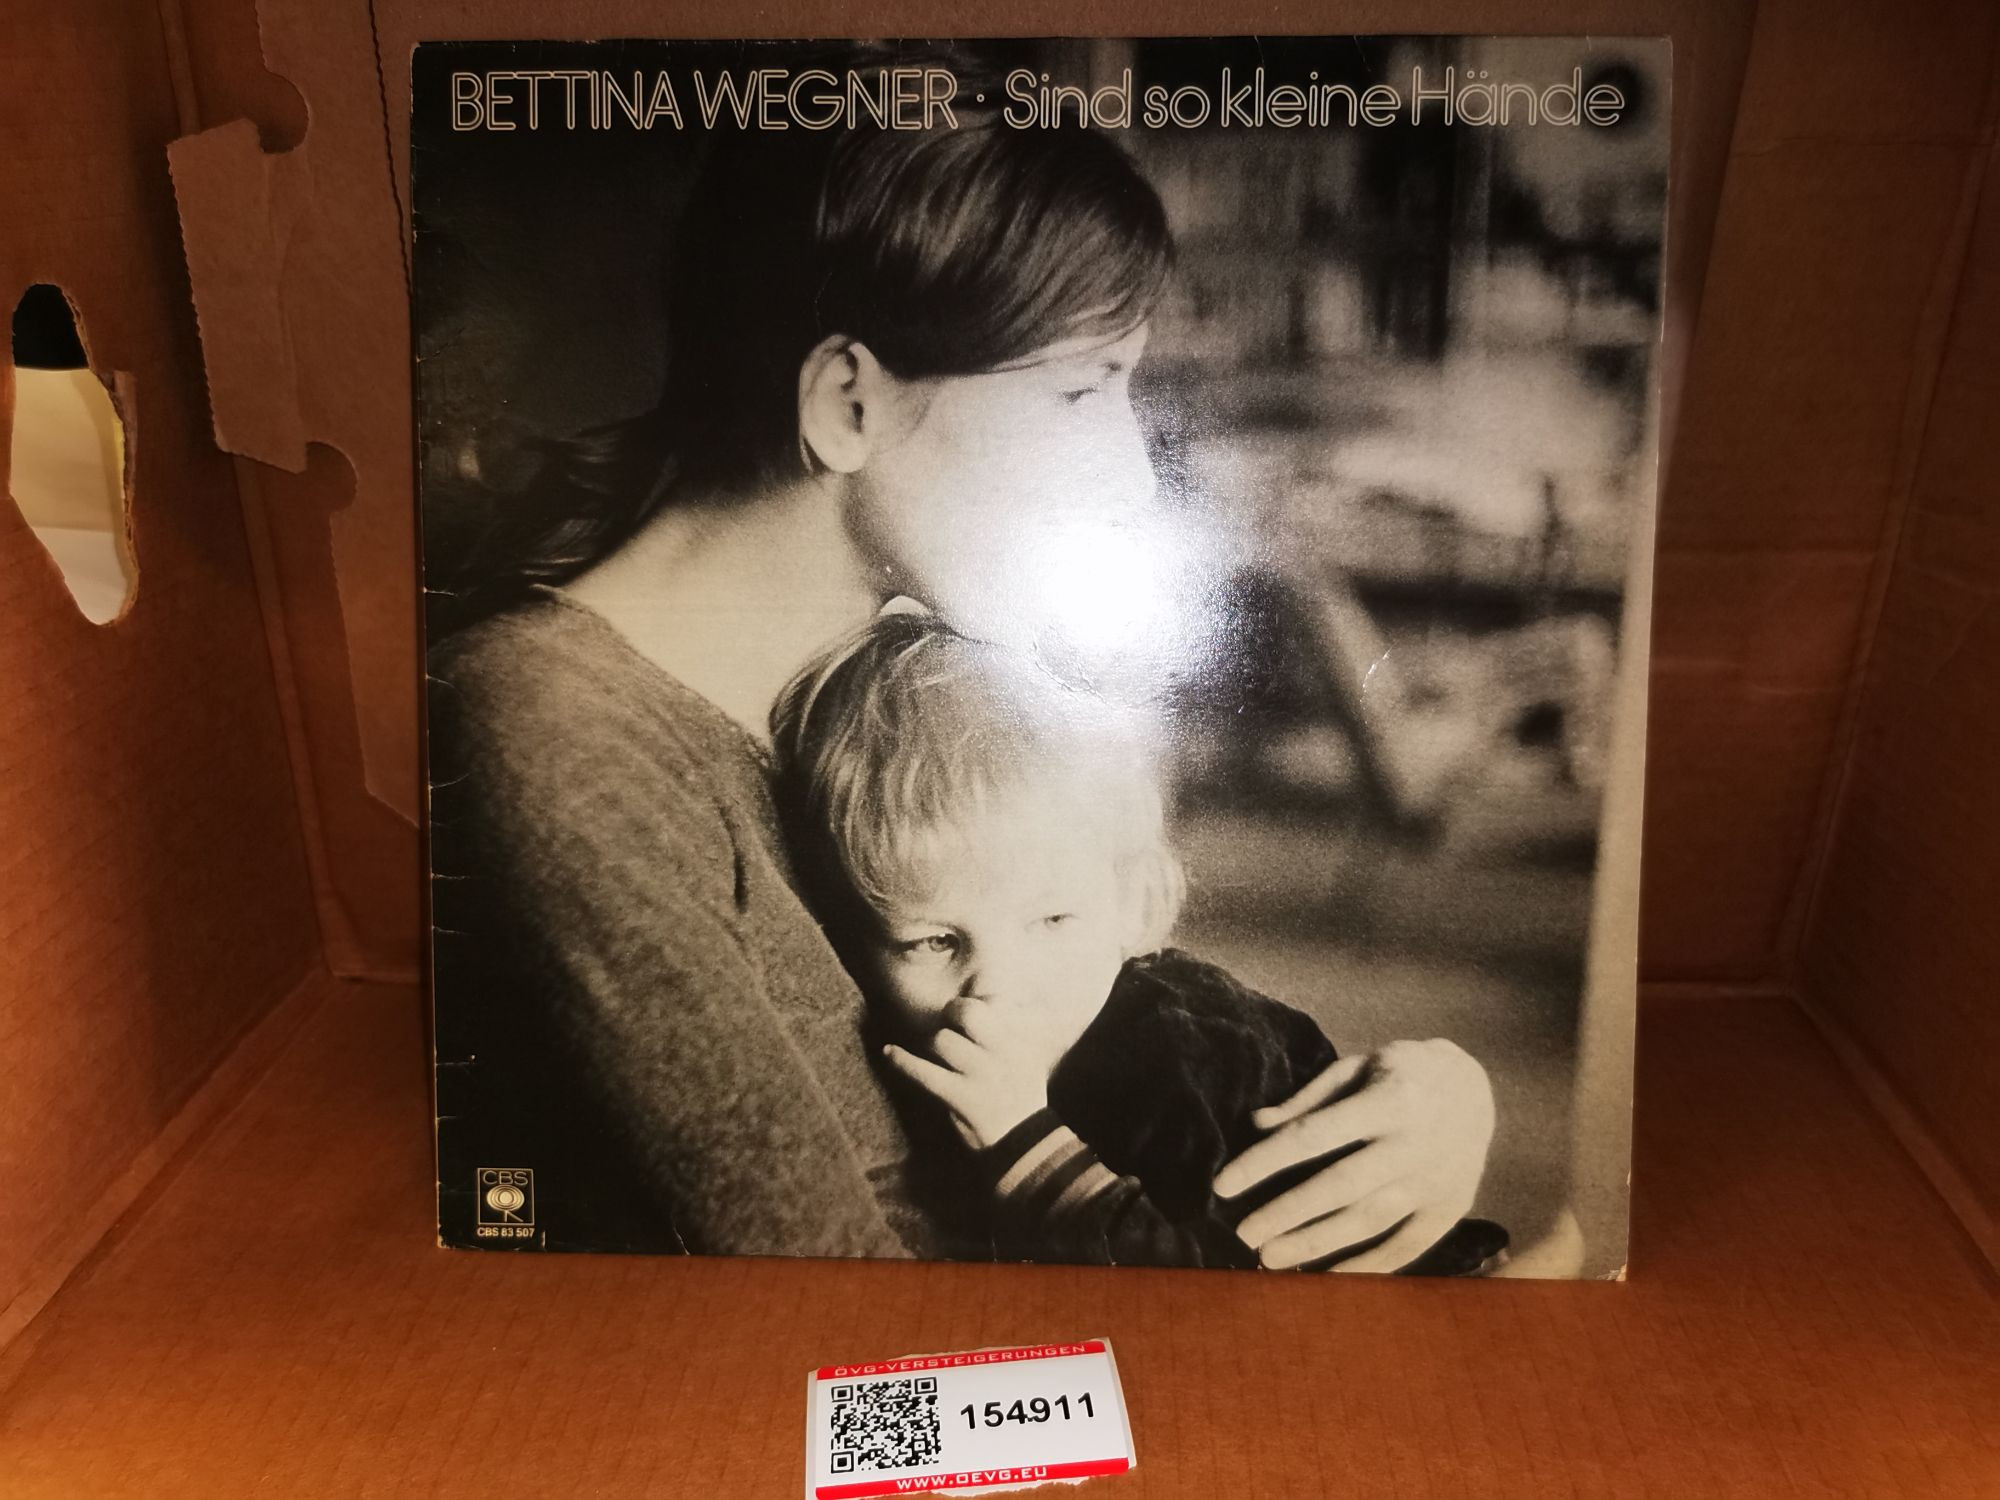 BETTINA WEGNER · Sind so kleine Hände
CBS
CBS 83 507
ÖVG-VERSTEIGERUNGEN
154911
WWW.OEVG.EU